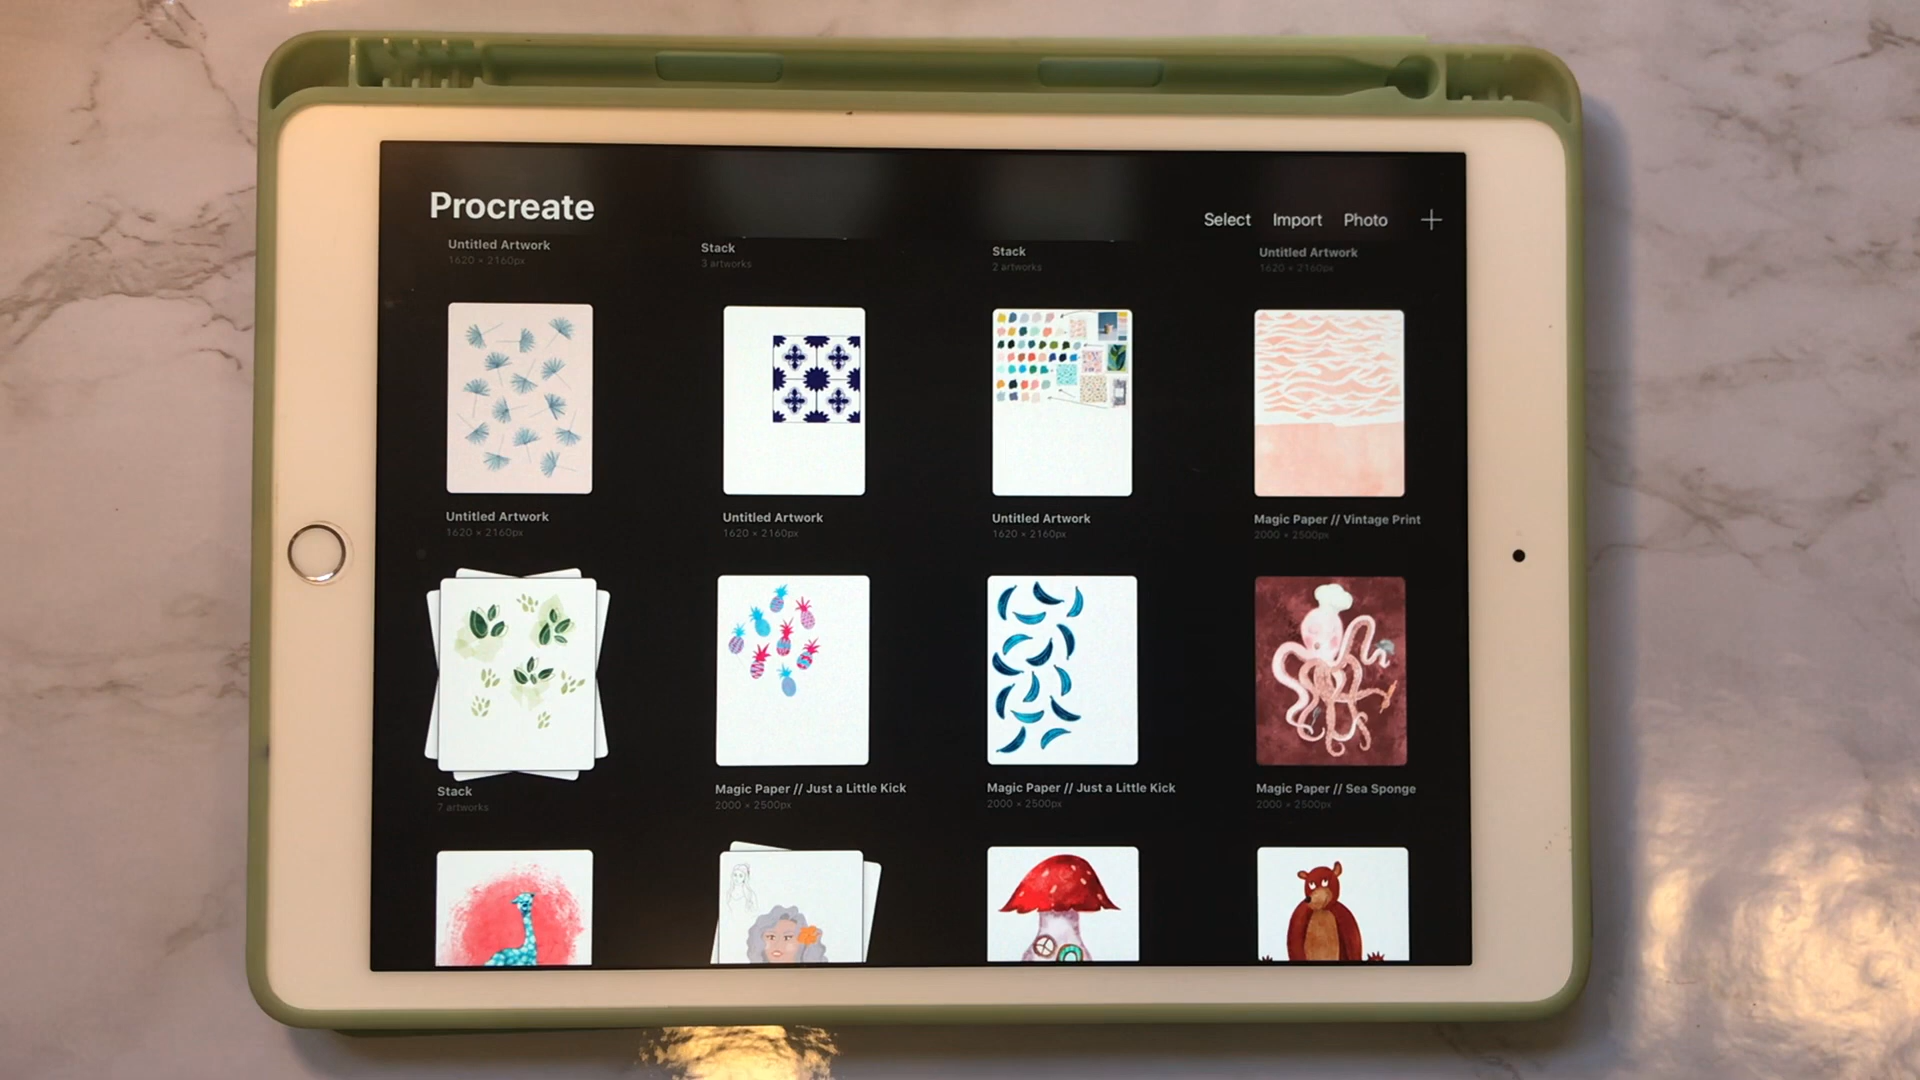 Procreate
Select Import Photo +
Untitled Artwork
1620 × 2160px
Stack
3 artworks
Stack
2 artworks
Untitled Artwork
1620 × 2160px
Untitled Artwork
1620 × 2160px
Untitled Artwork
1620 × 2160px
Untitled Artwork
1620 × 2160px
Magic Paper // Vintage Print
2000 × 2500px
Stack
7 artworks
Magic Paper // Just a Little Kick
2000 × 2500px
Magic Paper // Just a Little Kick
2000 × 2500px
Magic Paper // Sea Sponge
2000 × 2500px